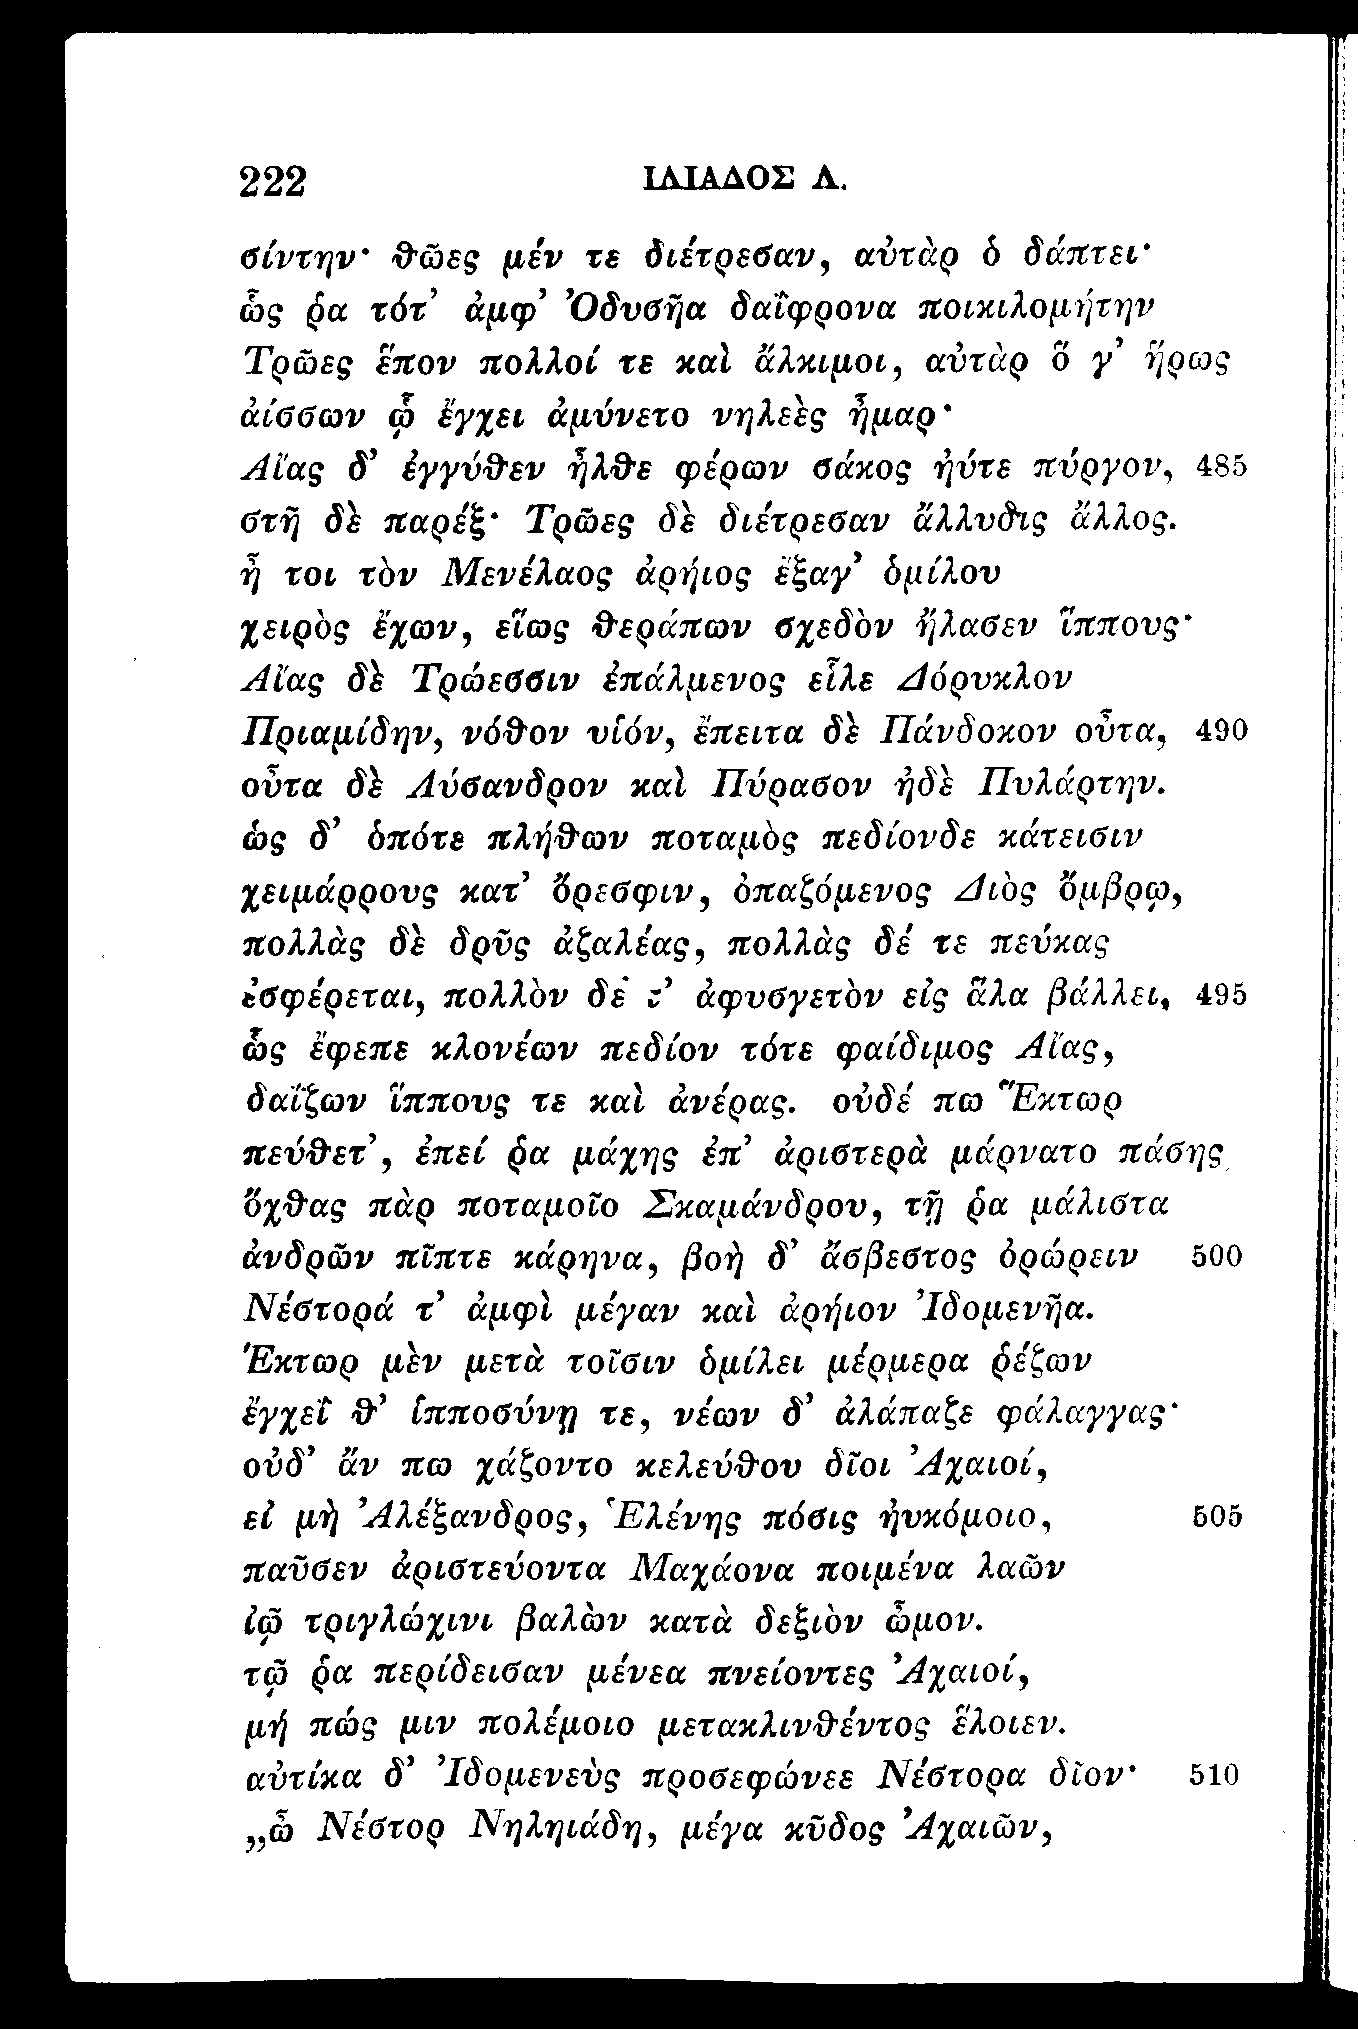 222 ΙΛΙΑΔΟΣ Λ.
σίντην· θῶες μέν τε διέτρεσαν, αὐτὰρ ὁ δάπτει·
ὥς ῥα τότ’ ἀμφ’ Ὀδυσῆα δαΐφρονα ποικιλομήτην
Τρῶες ἕπον πολλοί τε καὶ ἄλκιμοι, αὐτὰρ ὅ γ’ ἥρως
ἀίσσων ᾧ ἔγχει ἀμύνετο νηλεὲς ἦμαρ·
Αἴας δ’ ἐγγύθεν ἦλθε φέρων σάκος ἠύτε πύργον, 485
στῆ δὲ παρέξ· Τρῶες δὲ διέτρεσαν ἄλλυδις ἄλλος.
ἦ τοι τὸν Μενέλαος ἀρήιος ἔξαγ’ ὁμίλου
χειρὸς ἔχων, εἵως θεράπων σχεδὸν ἤλασεν ἵππους·
Αἴας δὲ Τρώεσσιν ἐπάλμενος εἷλε Δόρυκλον
Πριαμίδην, νόθον υἱόν, ἔπειτα δὲ Πάνδοκον οὖτα, 490
οὖτα δὲ Λύσανδρον καὶ Πύρασον ἠδὲ Πυλάρτην.
ὡς δ’ ὁπότε πλήθων ποταμὸς πεδίονδε κάτεισιν
χειμάρρους κατ’ ὄρεσφιν, ὀπαζόμενος Διὸς ὄμβρῳ,
πολλὰς δὲ δρῦς ἀζαλέας, πολλὰς δέ τε πεύκας
ἐσφέρεται, πολλὸν δέ τ’ ἀφυσγετὸν εἰς ἅλα βάλλει,  495
ὣς ἔφεπε κλονέων πεδίον τότε φαίδιμος Αἴας,
δαΐζων ἵππους τε καὶ ἀνέρας. οὐδέ πω Ἕκτωρ
πεύθετ’, ἐπεί ῥα μάχης ἐπ’ ἀριστερὰ μάρνατο πάσης
ὄχθας πὰρ ποταμοῖο Σκαμάνδρου, τῇ ῥα μάλιστα
ἀνδρῶν πῖπτε κάρηνα, βοὴ δ’ ἄσβεστος ὀρώρειν 500
Νέστορά τ’ ἀμφὶ μέγαν καὶ ἀρήιον Ἰδομενῆα.
Ἕκτωρ μὲν μετὰ τοῖσιν ὁμίλει μέρμερα ῥέζων
ἔγχεΐ θ’ ἱπποσύνῃ τε, νέων δ’ ἀλάπαζε φάλαγγας·
οὐδ’ ἄν πω χάζοντο κελεύθου δῖοι Ἀχαιοί,
εἰ μὴ Ἀλέξανδρος, Ἑλένης πόσις ἠυκόμοιο, 505
παῦσεν ἀριστεύοντα Μαχάονα ποιμένα λαῶν
ἰῷ τριγλώχινι βαλὼν κατὰ δεξιὸν ὦμον.
τῷ ῥα περίδεισαν μένεα πνείοντες Ἀχαιοί,
μή πώς μιν πολέμοιο μετακλινθέντος ἕλοιεν.
αὐτίκα δ’ Ἰδομενεὺς προσεφώνεε Νέστορα δῖον· 510
„ὦ Νέστορ Νηληιάδη, μέγα κῦδος Ἀχαιῶν,